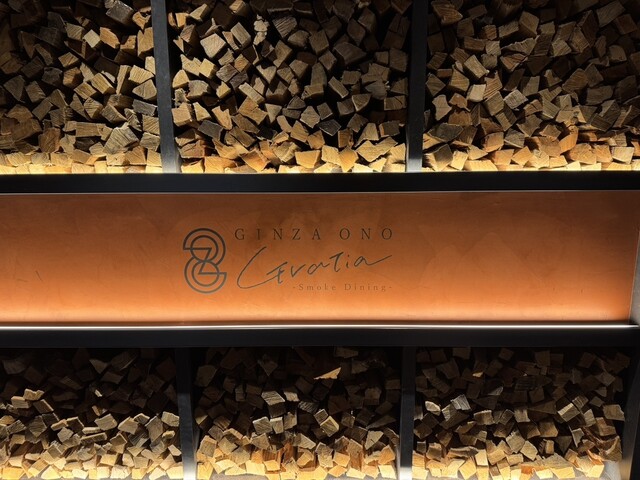 GINZA ONO
Gratia
-Smoke Dining-